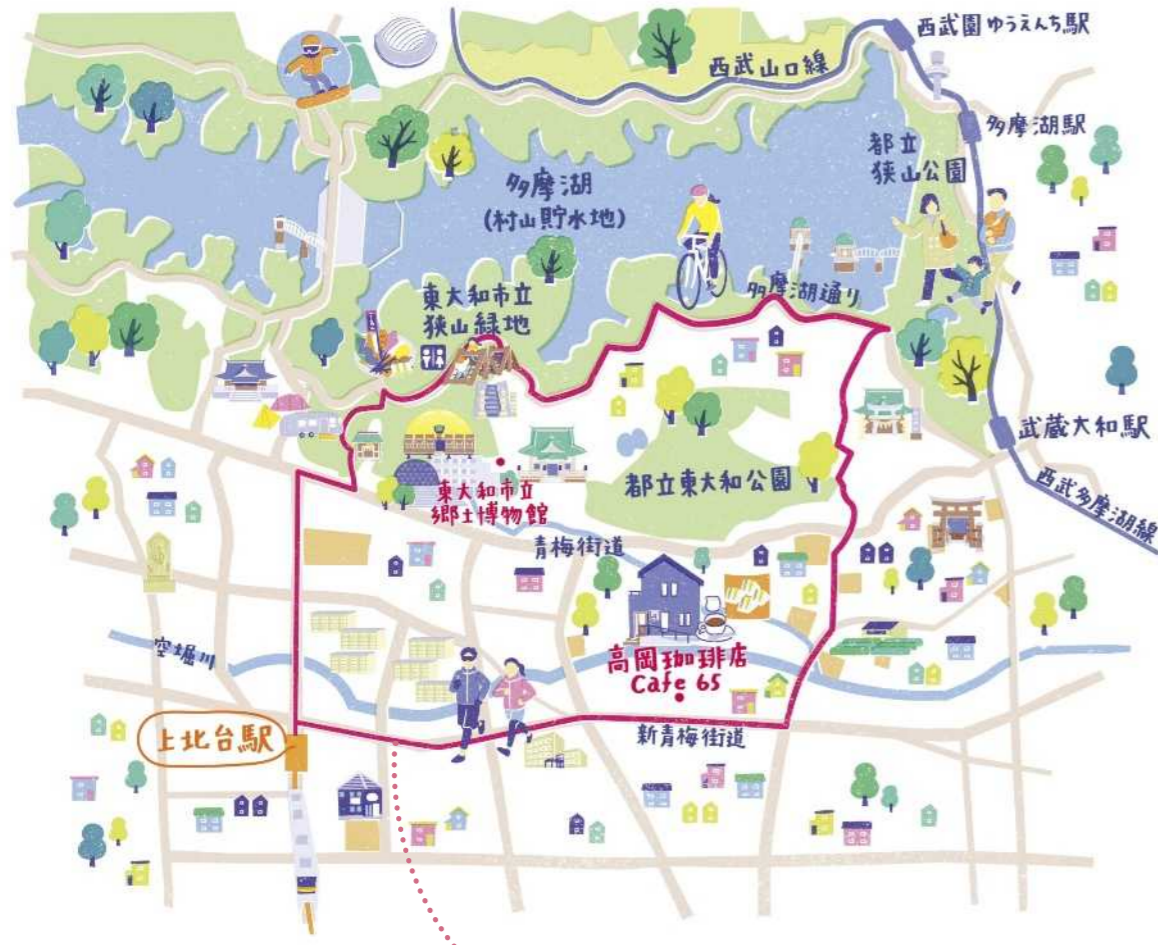 西武園ゆうえんち駅
西武山口線
多摩湖駅
都立
狭山公園
多摩湖
(村山貯水地)
多摩湖通り
東大和市立
狭山緑地
武蔵大和駅
西武多摩湖線
都立東大和公園
東大和市立
郷土博物館
青梅街道
空堀川
高岡珈琲店
Cafe 65
上北台駅
新青梅街道